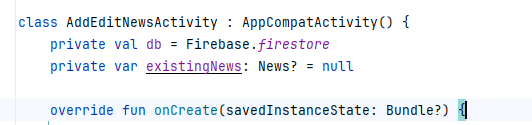 class AddEditNewsActivity : AppCompatActivity() {
private val db = Firebase.firestore
private var existingNews: News? = null
override fun onCreate(savedInstanceState: Bundle?) {